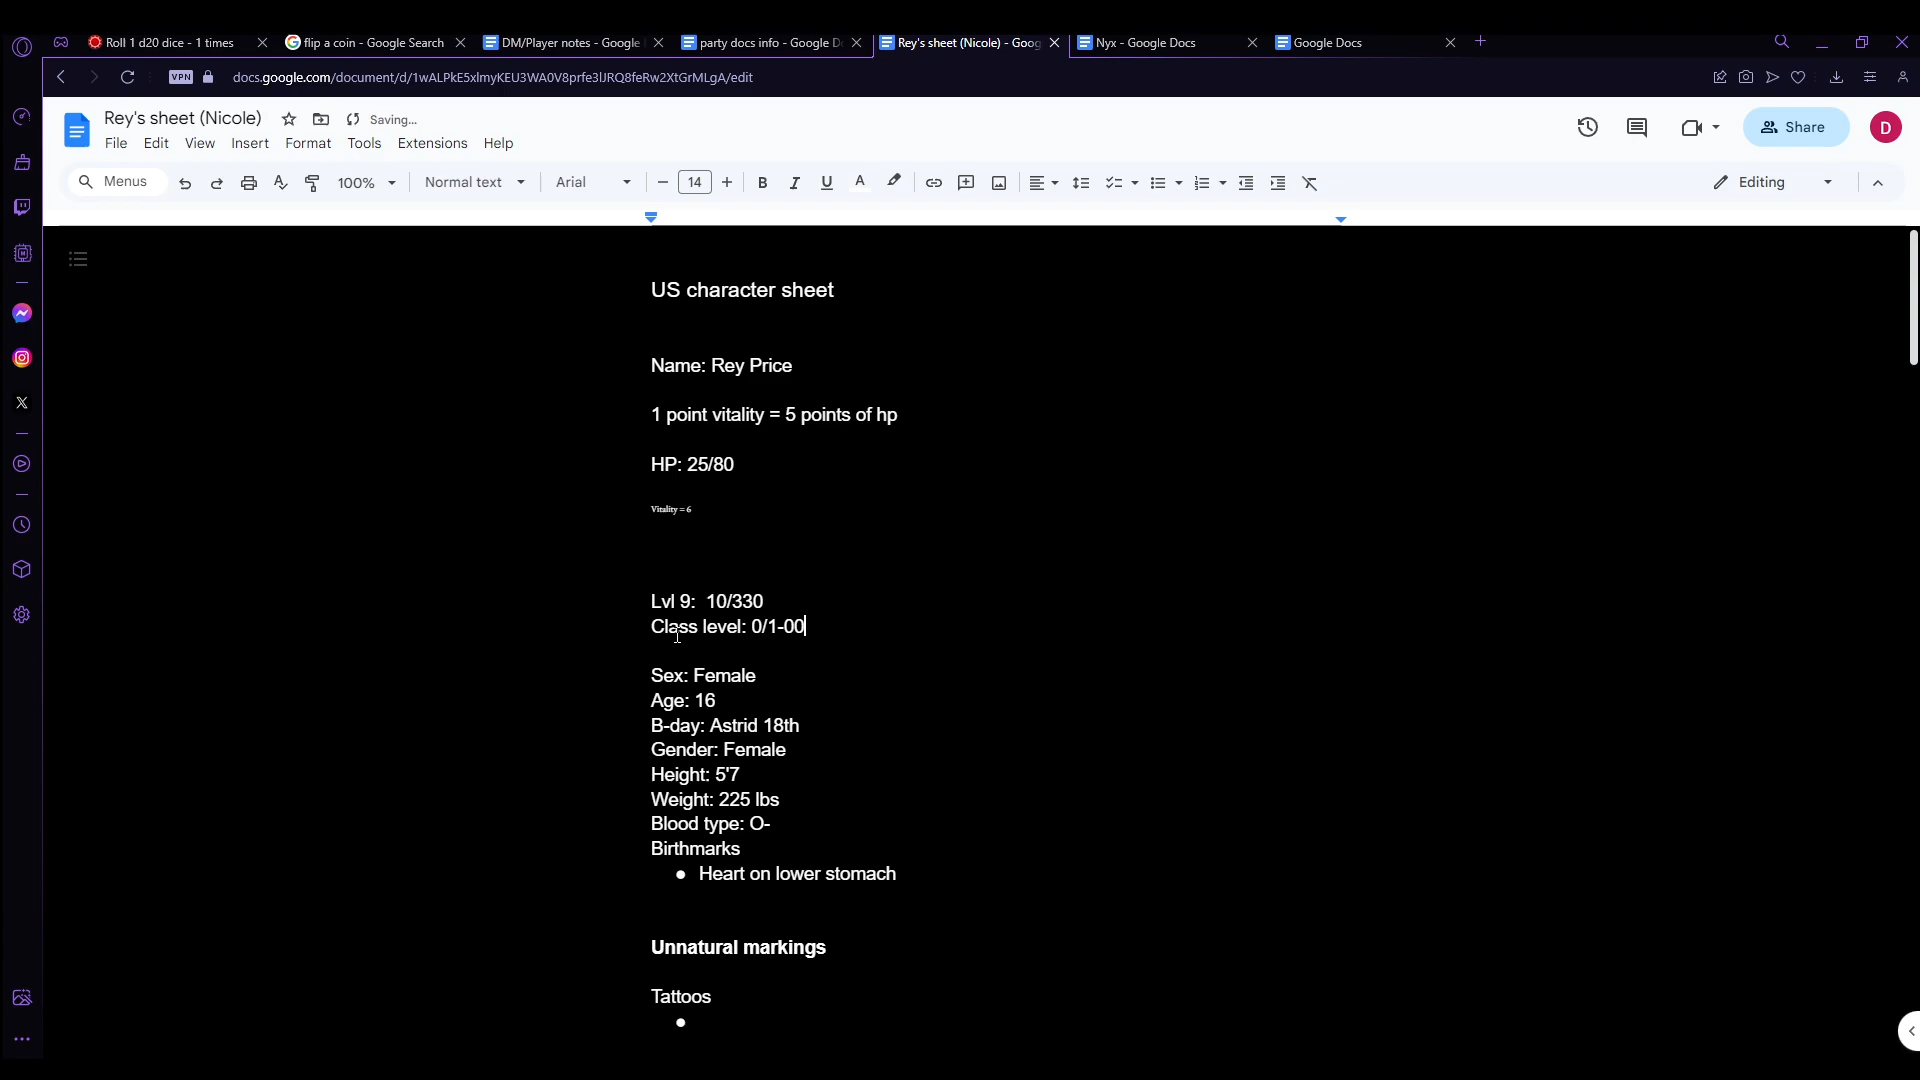 Roll 1 d20 dice - 1 times
flip a coin - Google Search
DM/Player notes - Google
party docs info - Google D
Rey's sheet (Nicole) - Goog
Nyx - Google Docs
Google Docs
VPN
docs.google.com/document/d/1wALPkE5xlmyKEU3WA0V8prfe3lJRQ8feRw2XtGrMLgA/edit
Rey's sheet (Nicole)
Saving...
File Edit View Insert Format Tools Extensions Help
Share
D
Menus
100%
Normal text
Arial
14
B I U A
Editing
US character sheet
Name: Rey Price
1 point vitality = 5 points of hp
HP: 25/80
Vitality = 6
Lvl 9: 10/330
Class level: 0/1-00
Sex: Female
Age: 16
B-day: Astrid 18th
Gender: Female
Height: 5'7
Weight: 225 lbs
Blood type: O-
Birthmarks
● Heart on lower stomach
Unnatural markings
Tattoos
●